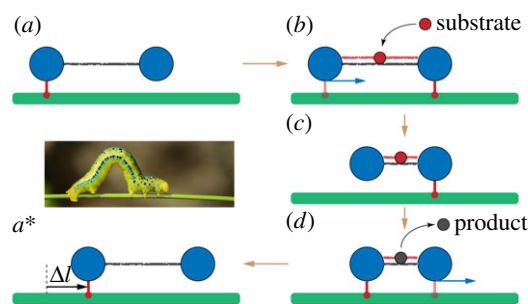 (a)
(b)
substrate
(c)
a*
(d)
product
Δl